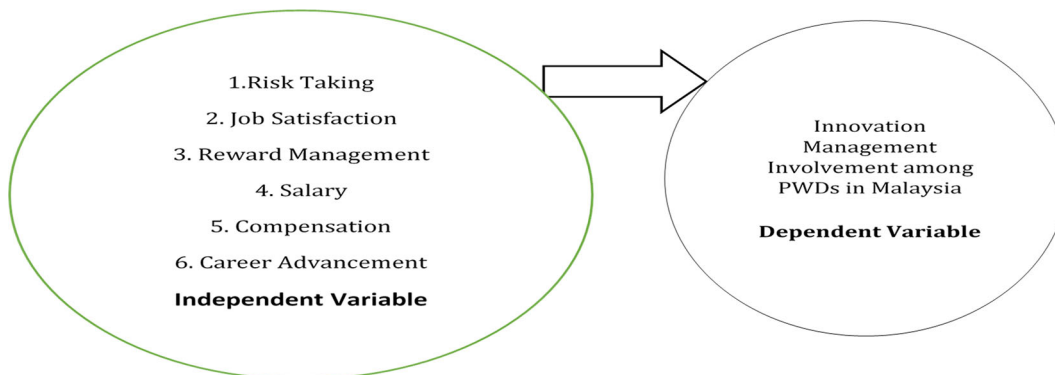 1.Risk Taking
2. Job Satisfaction
3. Reward Management
4. Salary
5. Compensation
6. Career Advancement
Independent Variable
Innovation
Management
Involvement among
PWDs in Malaysia
Dependent Variable